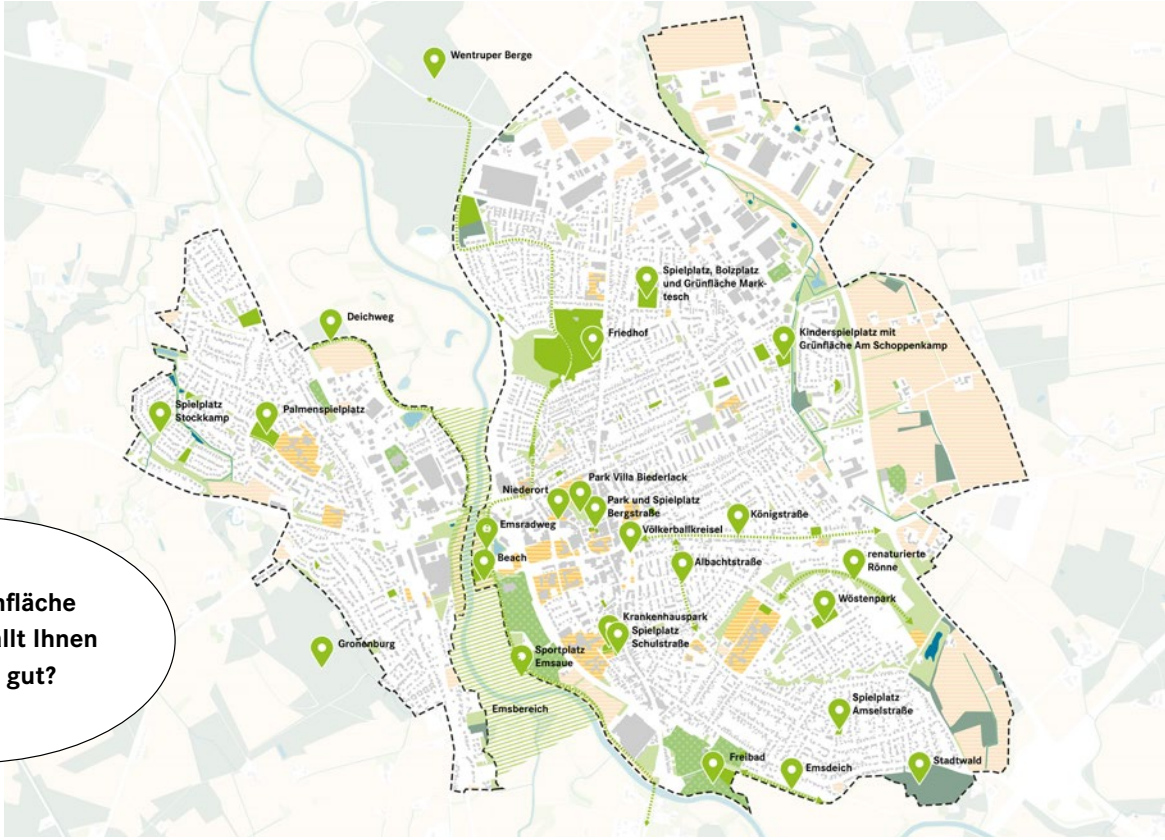 Wentruper Berge
Spielplatz, Bolzplatz
und Grünfläche Mark-
tesch
Deichweg
Friedhof
Kinderspielplatz mit
Grünfläche Am Schoppenkamp
Spielplatz
Stockkamp
Palmenspielplatz
Park Villa Biederlack
Niederort
Park und Spielplatz
Bergstraße
Königstraße
Emsradweg
Völkerballkreisel
Beach
Albachtstraße
renaturierte
Rönne
Wöstenpark
nfläche
llt Ihnen
gut?
Krankenhauspark
Spielplatz
Schulstraße
Gronenburg
Sportplatz
Emsaue
Emsbereich
Spielplatz
Amselstraße
Freibad
Emsdeich
Stadtwald